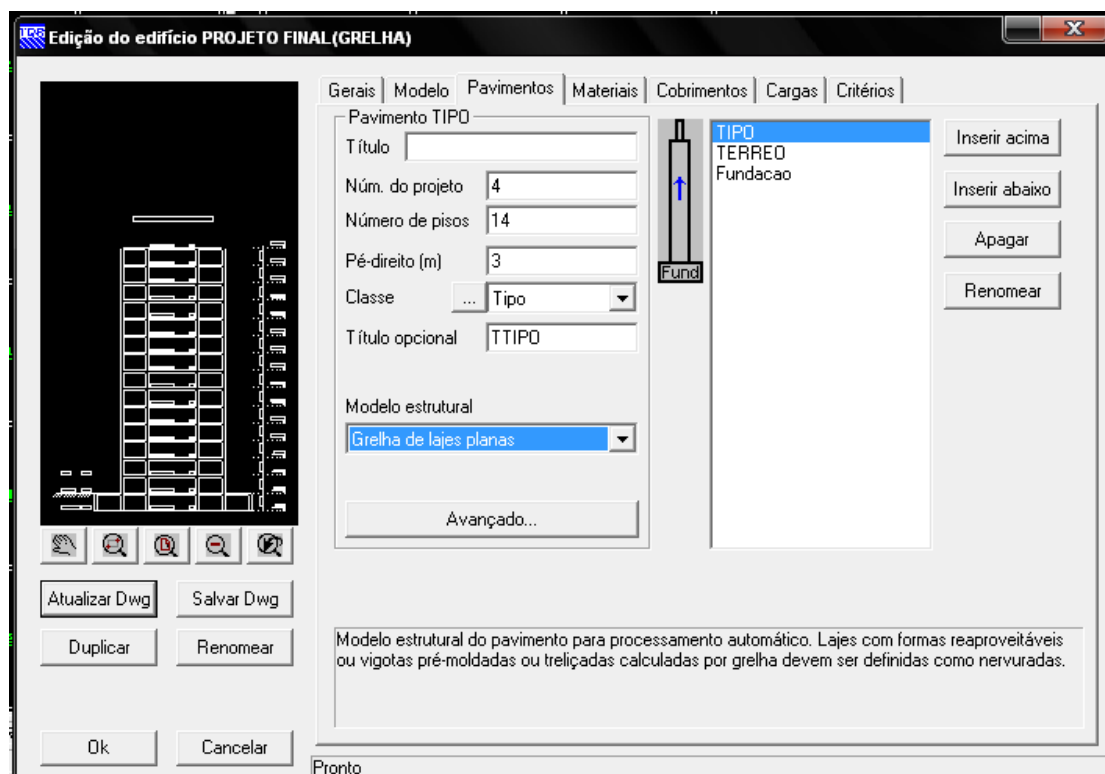 TQS Edição do edifício PROJETO FINAL(GRELHA)
X
Gerais Modelo Pavimentos Materiais Cobrimentos Cargas Critérios
Pavimento TIPO
Título
Núm. do projeto 4
Número de pisos 14
Pé-direito (m) 3
Classe ... Tipo
Título opcional TTIPO
Modelo estrutural
Grelha de lajes planas
Avançado...
Fund
TIPO
TERREO
Fundacao
Inserir acima
Inserir abaixo
Apagar
Renomear
Atualizar Dwg Salvar Dwg
Duplicar Renomear
Modelo estrutural do pavimento para processamento automático. Lajes com formas reaproveitáveis
ou vigotas pré-moldadas ou treliçadas calculadas por grelha devem ser definidas como nervuradas.
Ok Cancelar
Pronto